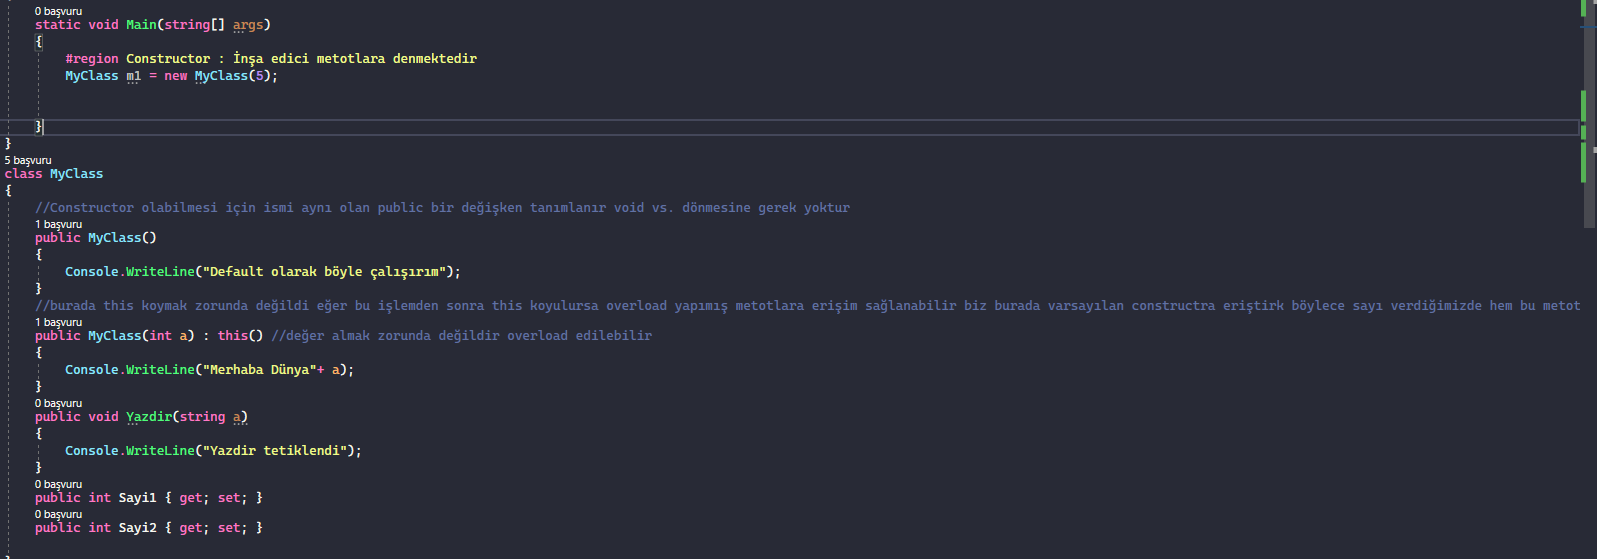 0 başvuru
static void Main(string[] args)
{
#region Constructor : İnşa edici metotlara denmektedir
MyClass m1 = new MyClass(5);
}
}
5 başvuru
class MyClass
{
//Constructor olabilmesi için ismi aynı olan public bir değişken tanımlanır void vs. dönmesine gerek yoktur
1 başvuru
public MyClass()
{
Console.WriteLine("Default olarak böyle çalışırım");
}
//burada this koymak zorunda değildi eğer bu işlemden sonra this koyulursa overload yapımış metotlara erişim sağlanabilir biz burada varsayılan constructra eriştirk böylece sayı verdiğimizde hem bu metot
1 başvuru
public MyClass(int a) : this() //değer almak zorunda değildir overload edilebilir
{
Console.WriteLine("Merhaba Dünya"+ a);
}
0 başvuru
public void Yazdir(string a)
{
Console.WriteLine("Yazdir tetiklendi");
}
0 başvuru
public int Sayi1 { get; set; }
0 başvuru
public int Sayi2 { get; set; }